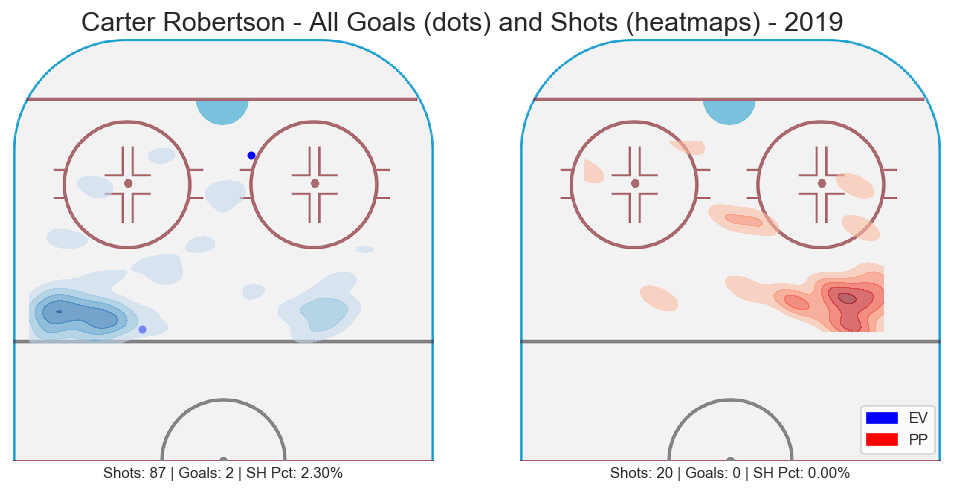 Carter Robertson - All Goals (dots) and Shots (heatmaps) - 2019
EV
PP
Shots: 87 | Goals: 2 | SH Pct: 2.30%
Shots: 20 | Goals: 0 | SH Pct: 0.00%